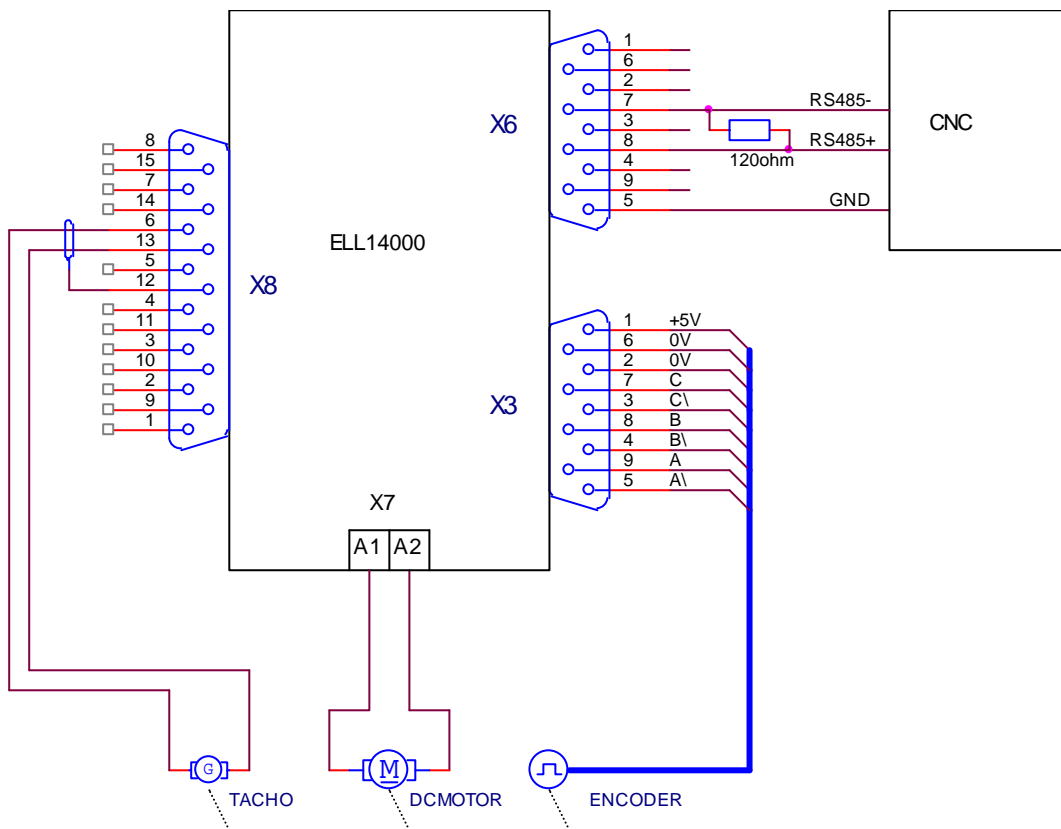 1
6
2
7 RS485-
3
8 RS485+
120ohm
4
9
5 GND
X6
CNC
8
15
7
14
6
13
5
12
4
11
3
10
2
9
1
X8
ELL14000
1 +5V
6 0V
2 0V
7 C
3 C\
8 B
4 B\
9 A
5 A\
X3
X7
A1 A2
G
TACHO
M
DCMOTOR
ENCODER